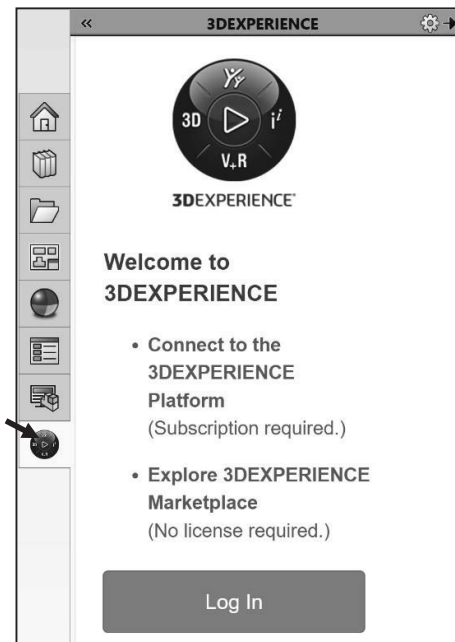 « 3DEXPERIENCE
3D
V+R
3DEXPERIENCE
Welcome to
3DEXPERIENCE
• Connect to the
3DEXPERIENCE
Platform
(Subscription required.)
• Explore 3DEXPERIENCE
Marketplace
(No license required.)
Log In